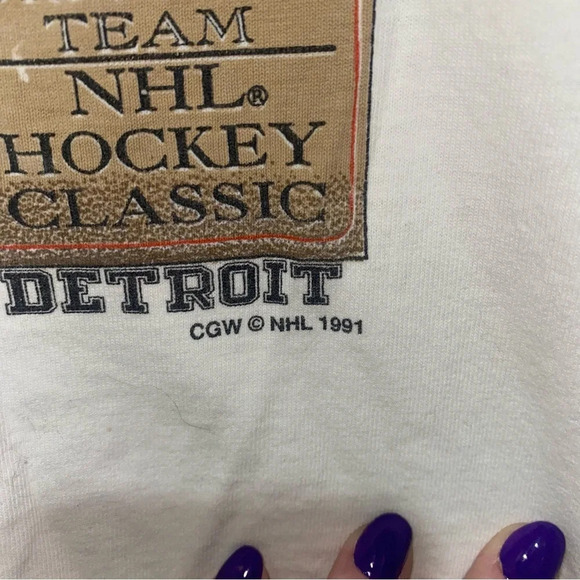 TEAM
NHL®
HOCKEY
CLASSIC
DETROIT
CGW © NHL 1991